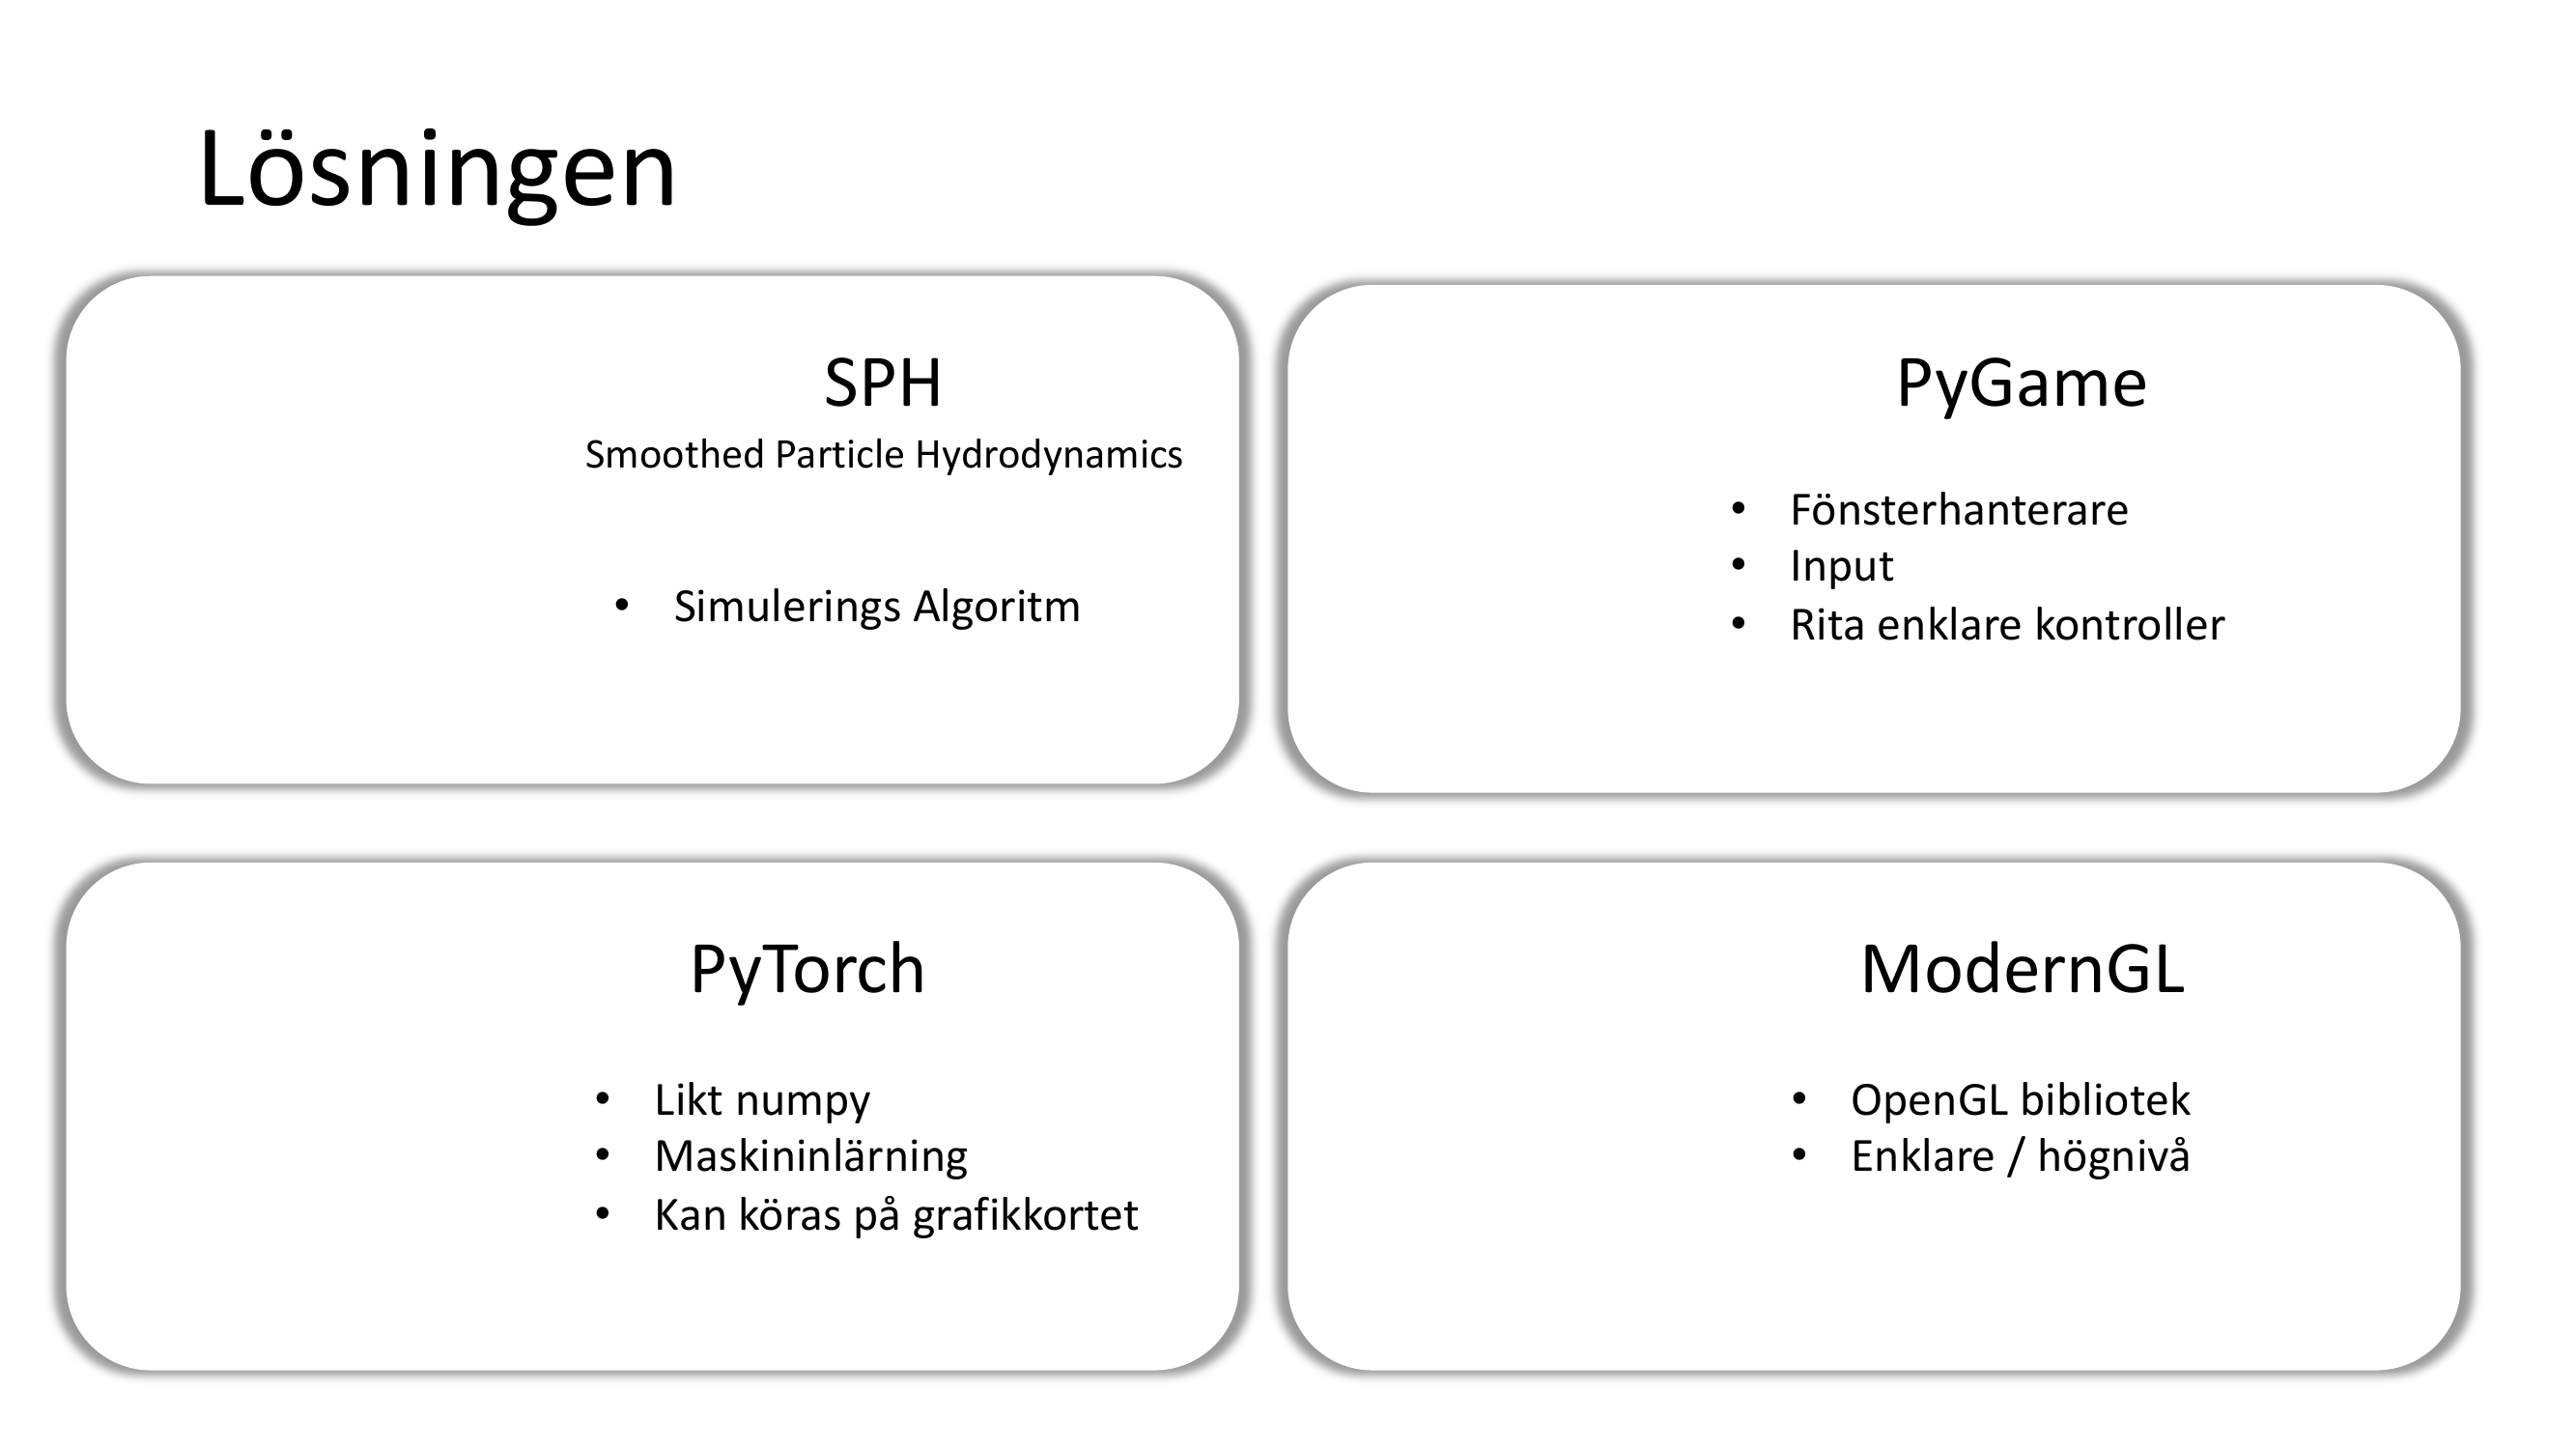 Lösningen
SPH
Smoothed Particle Hydrodynamics
• Simulerings Algoritm
PyGame
• Fönsterhanterare
• Input
• Rita enklare kontroller
PyTorch
• Likt numpy
• Maskininlärning
• Kan köras på grafikkortet
ModernGL
• OpenGL bibliotek
• Enklare / högnivå